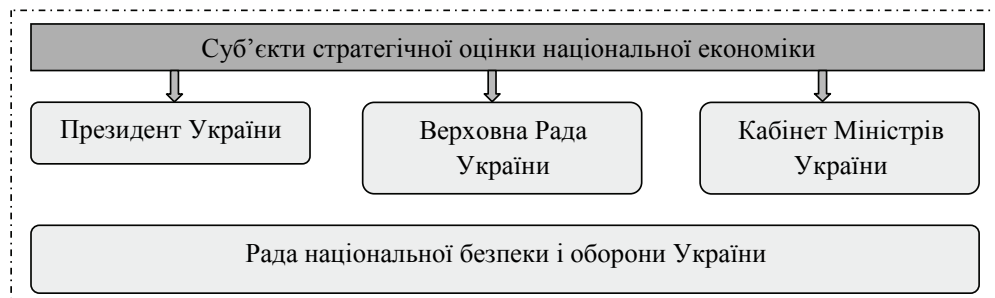 Суб’єкти стратегічної оцінки національної економіки
Президент України
Верховна Рада
України
Кабінет Міністрів
України
Рада національної безпеки і оборони України